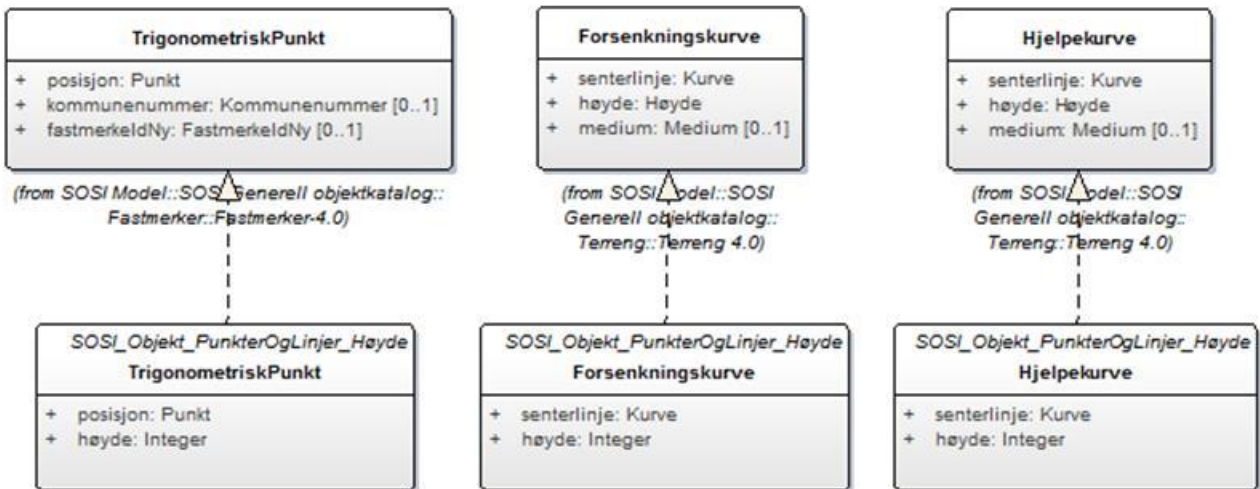 TrigonometriskPunkt
+ posisjon: Punkt
+ kommunenummer: Kommunenummer [0..1]
+ fastmerkeIdNy: FastmerkeIdNy [0..1]
(from SOSI Model::SOSI Generell objektkatalog::
Fastmerker::Fastmerker-4.0)
Forsenkningskurve
+ senterlinje: Kurve
+ høyde: Høyde
+ medium: Medium [0..1]
(from SOSI Model::SOSI
Generell objektkatalog::
Terreng::Terreng 4.0)
Hjelpekurve
+ senterlinje: Kurve
+ høyde: Høyde
+ medium: Medium [0..1]
(from SOSI Model::SOSI
Generell objektkatalog::
Terreng::Terreng 4.0)
SOSI_Objekt_PunkterOgLinjer_Høyde
TrigonometriskPunkt
+ posisjon: Punkt
+ høyde: Integer
SOSI_Objekt_PunkterOgLinjer_Høyde
Forsenkningskurve
+ senterlinje: Kurve
+ høyde: Integer
SOSI_Objekt_PunkterOgLinjer_Høyde
Hjelpekurve
+ senterlinje: Kurve
+ høyde: Integer